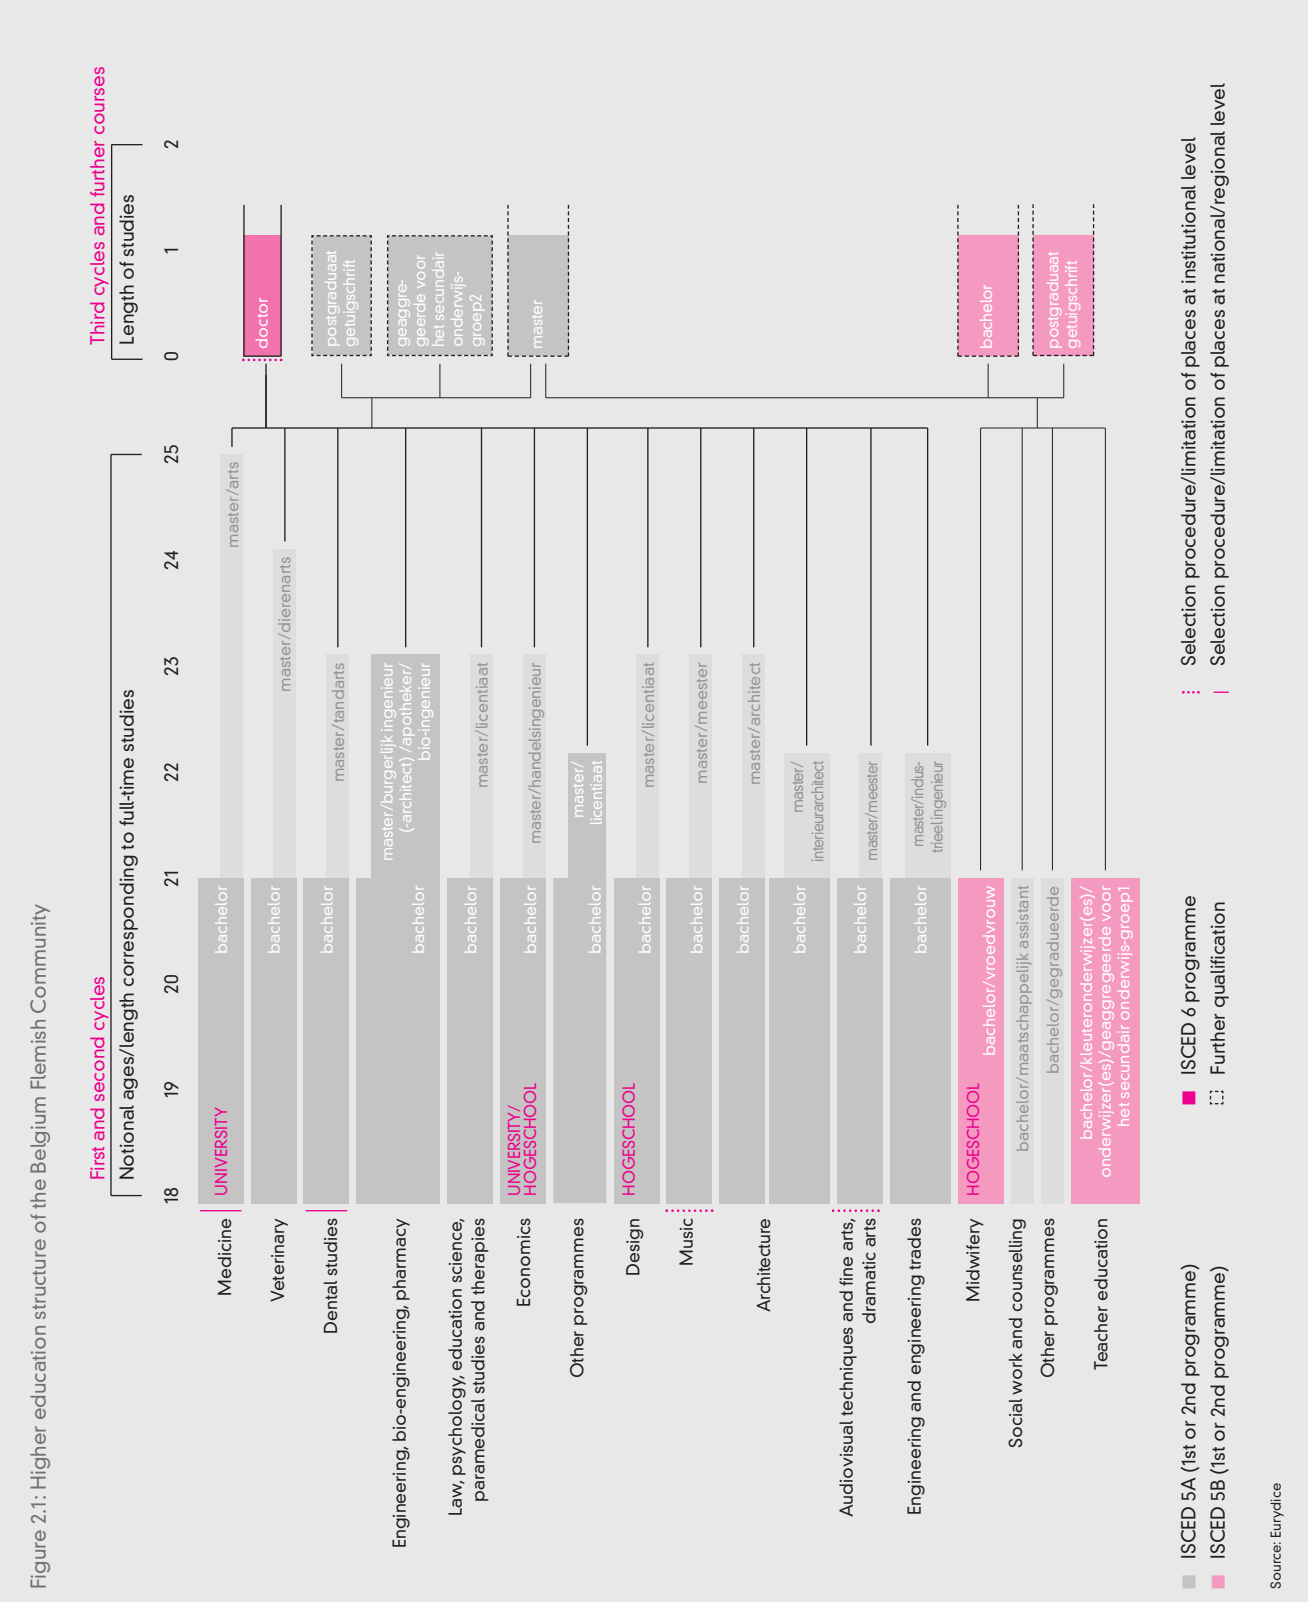 Figure 2.1: Higher education structure of the Belgium Flemish Community
First and second cycles
Notional ages/length corresponding to full-time studies
Third cycles and further courses
Length of studies
18 19 20 21 22 23 24 25 0 1 2
Medicine
UNIVERSITY
bachelor
master/arts
Veterinary
bachelor
master/dierenarts
doctor
Dental studies
bachelor
master/tandarts
postgraduaat
getuigschrift
Engineering, bio-engineering, pharmacy
bachelor
master/burgerlijk ingenieur
(-architect) /apotheker/
bio-ingenieur
geaggre-
geerde voor
het secundair
onderwijs-
groep2
Law, psychology, education science,
paramedical studies and therapies
bachelor
master/licentiaat
Economics
UNIVERSITY/
HOGESCHOOL
bachelor
master/handelsingenieur
master
Other programmes
bachelor
master/
licentiaat
Design
HOGESCHOOL
bachelor
master/licentiaat
Music
bachelor
master/meester
Architecture
bachelor
master/architect
bachelor
master/
interieurarchitect
Audiovisual techniques and fine arts,
dramatic arts
bachelor
master/meester
Engineering and engineering trades
bachelor
master/indus-
trieel ingenieur
Midwifery
HOGESCHOOL
bachelor/vroedvrouw
bachelor
Social work and counselling
bachelor/maatschappelijk assistant
Other programmes
bachelor/gegradueerde
postgraduaat
getuigschrift
Teacher education
bachelor/kleuteronderwijzer(es)/
onderwijzer(es)/geaggregeerde voor
het secundair onderwijs-groep1
ISCED 5A (1st or 2nd programme)
ISCED 5B (1st or 2nd programme)
ISCED 6 programme
Further qualification
Selection procedure/limitation of places at institutional level
Selection procedure/limitation of places at national/regional level
Source: Eurydice